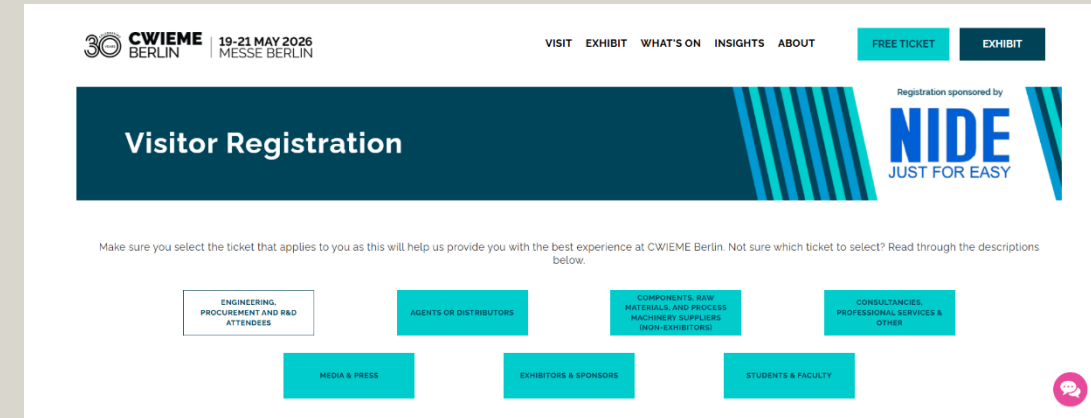 30 YEARS CWIEME BERLIN | 19-21 MAY 2026 MESSE BERLIN
VISIT EXHIBIT WHAT'S ON INSIGHTS ABOUT FREE TICKET EXHIBIT
Registration sponsored by
Visitor Registration
NIDE
JUST FOR EASY
Make sure you select the ticket that applies to you as this will help us provide you with the best experience at CWIEME Berlin. Not sure which ticket to select? Read through the descriptions
below.
ENGINEERING,
PROCUREMENT AND R&D
ATTENDEES
AGENTS OR DISTRIBUTORS
COMPONENTS, RAW
MATERIALS, AND PROCESS
MACHINERY SUPPLIERS
(NON-EXHIBITORS)
CONSULTANCIES,
PROFESSIONAL SERVICES &
OTHER
MEDIA & PRESS
EXHIBITORS & SPONSORS
STUDENTS & FACULTY